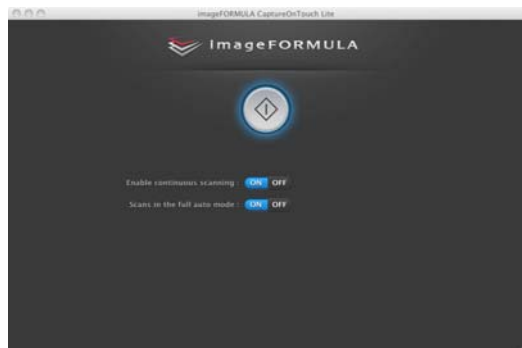 imageFORMULA CaptureOnTouch Lite
imageFORMULA
Enable continuous scanning : ON OFF
Scans in the full auto mode : ON OFF